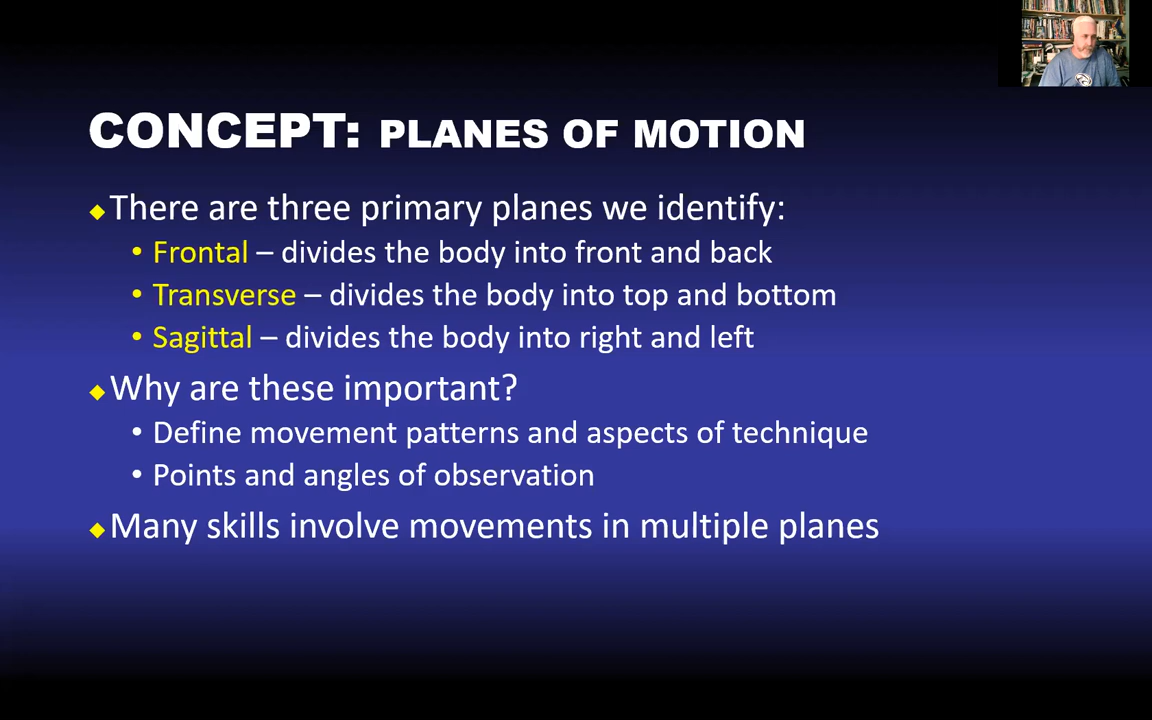 CONCEPT: PLANES OF MOTION
There are three primary planes we identify:
Frontal – divides the body into front and back
Transverse – divides the body into top and bottom
Sagittal – divides the body into right and left
Why are these important?
Define movement patterns and aspects of technique
Points and angles of observation
Many skills involve movements in multiple planes